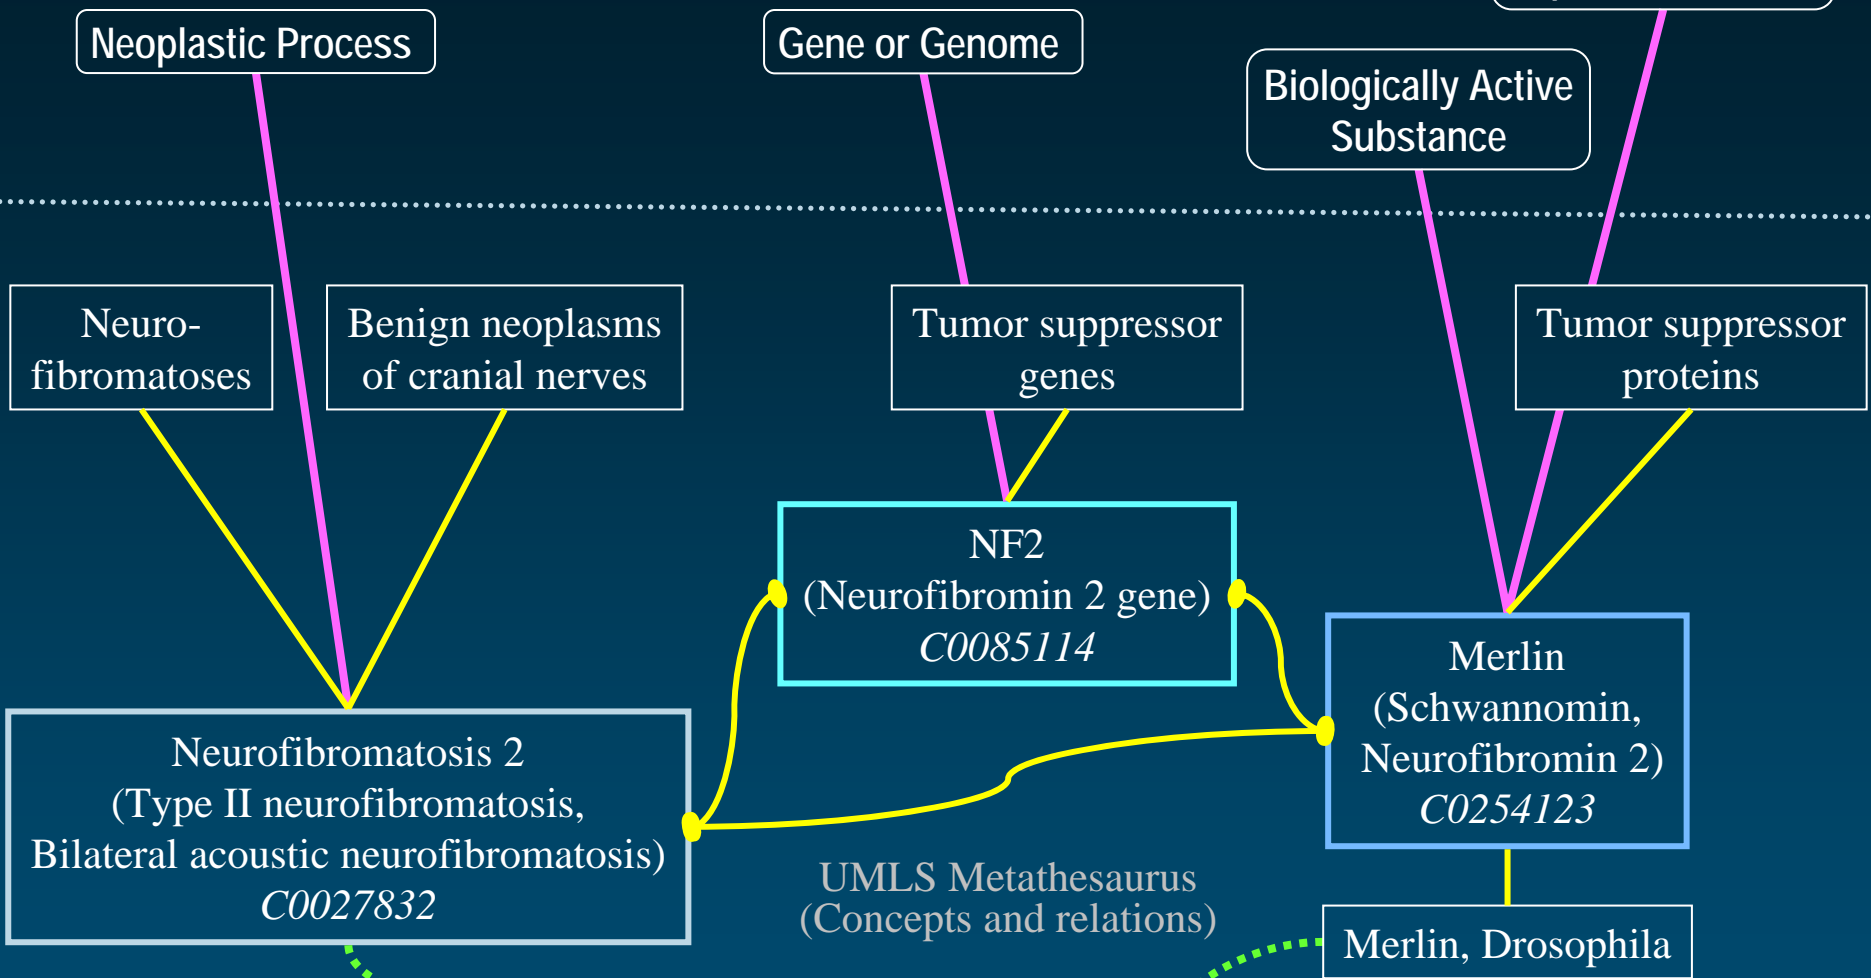 Neoplastic Process
Gene or Genome
Biologically Active
Substance
Neuro-
fibromatoses
Benign neoplasms
of cranial nerves
Tumor suppressor
genes
Tumor suppressor
proteins
NF2
(Neurofibromin 2 gene)
C0085114
Merlin
(Schwannomin,
Neurofibromin 2)
C0254123
Neurofibromatosis 2
(Type II neurofibromatosis,
Bilateral acoustic neurofibromatosis)
C0027832
UMLS Metathesaurus
(Concepts and relations)
Merlin, Drosophila